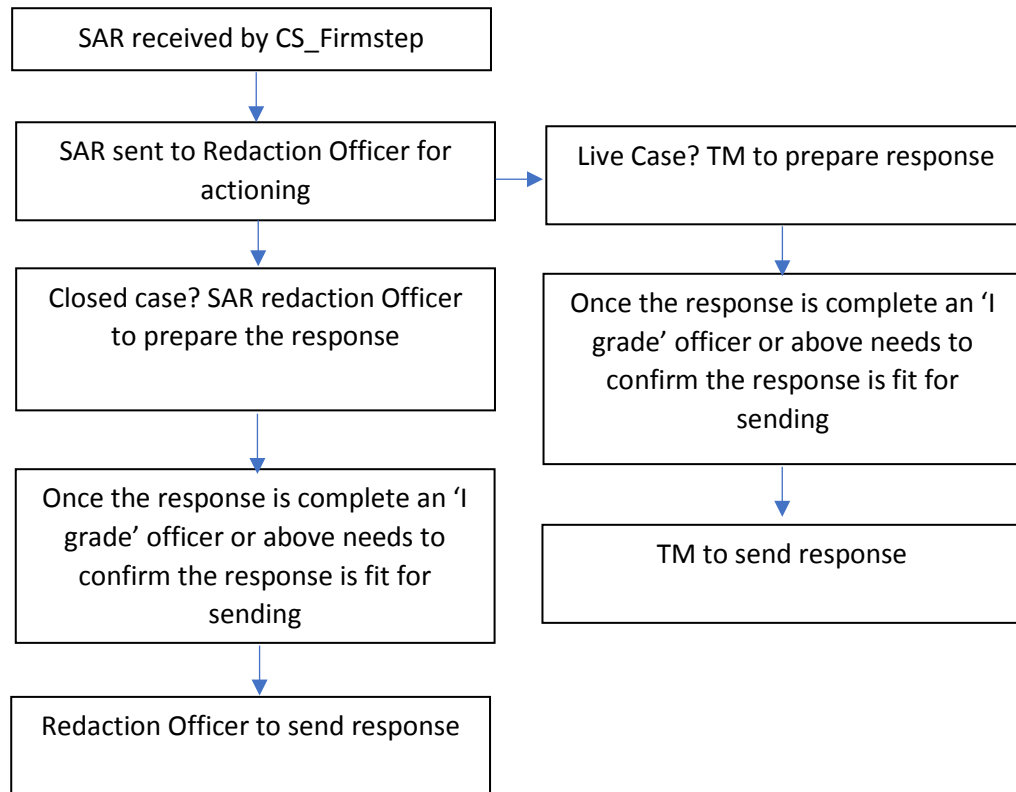 SAR received by CS_Firmstep
SAR sent to Redaction Officer for
actioning
Live Case? TM to prepare response
Closed case? SAR redaction Officer
to prepare the response
Once the response is complete an ‘I
grade’ officer or above needs to
confirm the response is fit for
sending
Once the response is complete an ‘I
grade’ officer or above needs to
confirm the response is fit for
sending
TM to send response
Redaction Officer to send response